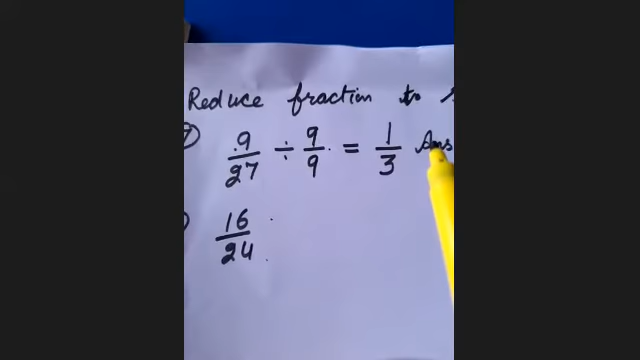 Reduce fraction to
9/27 ÷ 9/9 = 1/3 Ans
16/24